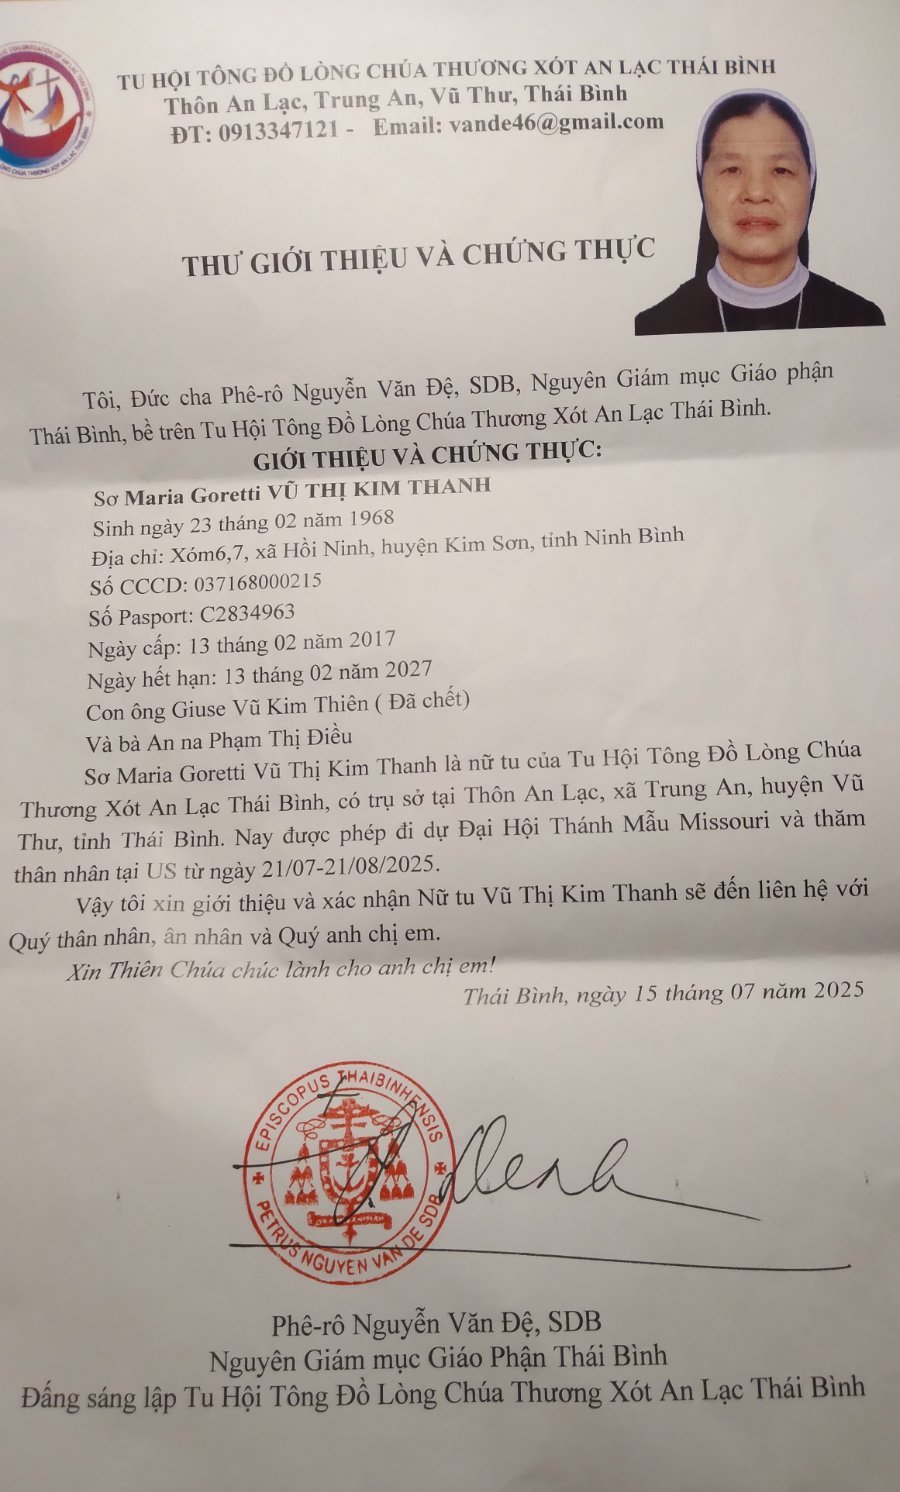 TU HỘI TÔNG ĐỒ LÒNG CHÚA THƯƠNG XÓT AN LẠC THÁI BÌNH
Thôn An Lạc, Trung An, Vũ Thư, Thái Bình
ĐT: 0913347121 - Email: vande46@gmail.com
THƯ GIỚI THIỆU VÀ CHỨNG THỰC
Tôi, Đức cha Phê-rô Nguyễn Văn Đệ, SDB, Nguyên Giám mục Giáo phận
Thái Bình, bề trên Tu Hội Tông Đồ Lòng Chúa Thương Xót An Lạc Thái Bình.
GIỚI THIỆU VÀ CHỨNG THỰC:
Sơ Maria Goretti VŨ THỊ KIM THANH
Sinh ngày 23 tháng 02 năm 1968
Địa chỉ: Xóm6,7, xã Hồi Ninh, huyện Kim Sơn, tỉnh Ninh Bình
Số CCCD: 037168000215
Số Pasport: C2834963
Ngày cấp: 13 tháng 02 năm 2017
Ngày hết hạn: 13 tháng 02 năm 2027
Con ông Giuse Vũ Kim Thiên ( Đã chết)
Và bà An na Phạm Thị Điều
Sơ Maria Goretti Vũ Thị Kim Thanh là nữ tu của Tu Hội Tông Đồ Lòng Chúa
Thương Xót An Lạc Thái Bình, có trụ sở tại Thôn An Lạc, xã Trung An, huyện Vũ
Thư, tỉnh Thái Bình. Nay được phép đi dự Đại Hội Thánh Mẫu Missouri và thăm
thân nhân tại US từ ngày 21/07-21/08/2025.
Vậy tôi xin giới thiệu và xác nhận Nữ tu Vũ Thị Kim Thanh sẽ đến liên hệ với
Quý thân nhân, ân nhân và Quý anh chị em.
Xin Thiên Chúa chúc lành cho anh chị em!
Thái Bình, ngày 15 tháng 07 năm 2025
EPISCOPUS THAIBINHENSIS
PETRUS NGUYEN VAN DE SDB
Phê-rô Nguyễn Văn Đệ, SDB
Nguyên Giám mục Giáo Phận Thái Bình
Đấng sáng lập Tu Hội Tông Đồ Lòng Chúa Thương Xót An Lạc Thái Bình